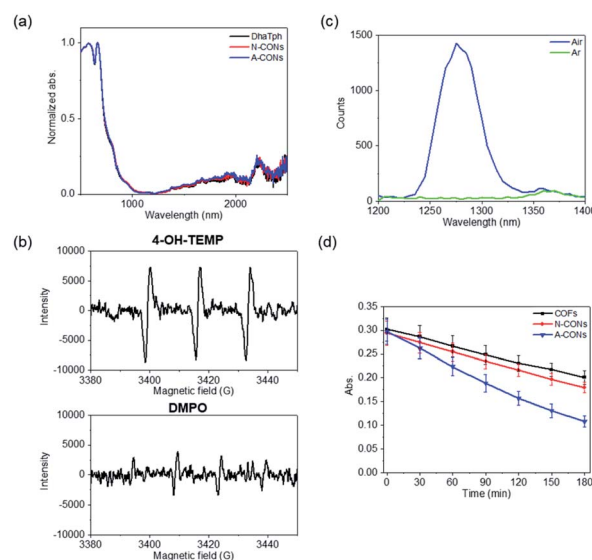 (a)
DhaTph
N-CONs
A-CONs
1.0
0.5
0.0
Normalized abs.
1000
2000
Wavelength (nm)
(c)
Air
Ar
1500
1000
500
0
Counts
1200
1250
1300
1350
1400
Wavelength (nm)
(b)
4-OH-TEMP
10000
5000
0
-5000
-10000
Intensity
3380
3400
3420
3440
Magnetic field (G)
DMPO
10000
5000
0
-5000
-10000
Intensity
3380
3400
3420
3440
Magnetic field (G)
(d)
COFs
N-CONs
A-CONs
0.35
0.30
0.25
0.20
0.15
0.10
0.05
0.00
Abs.
0
30
60
90
120
150
180
Time (min)